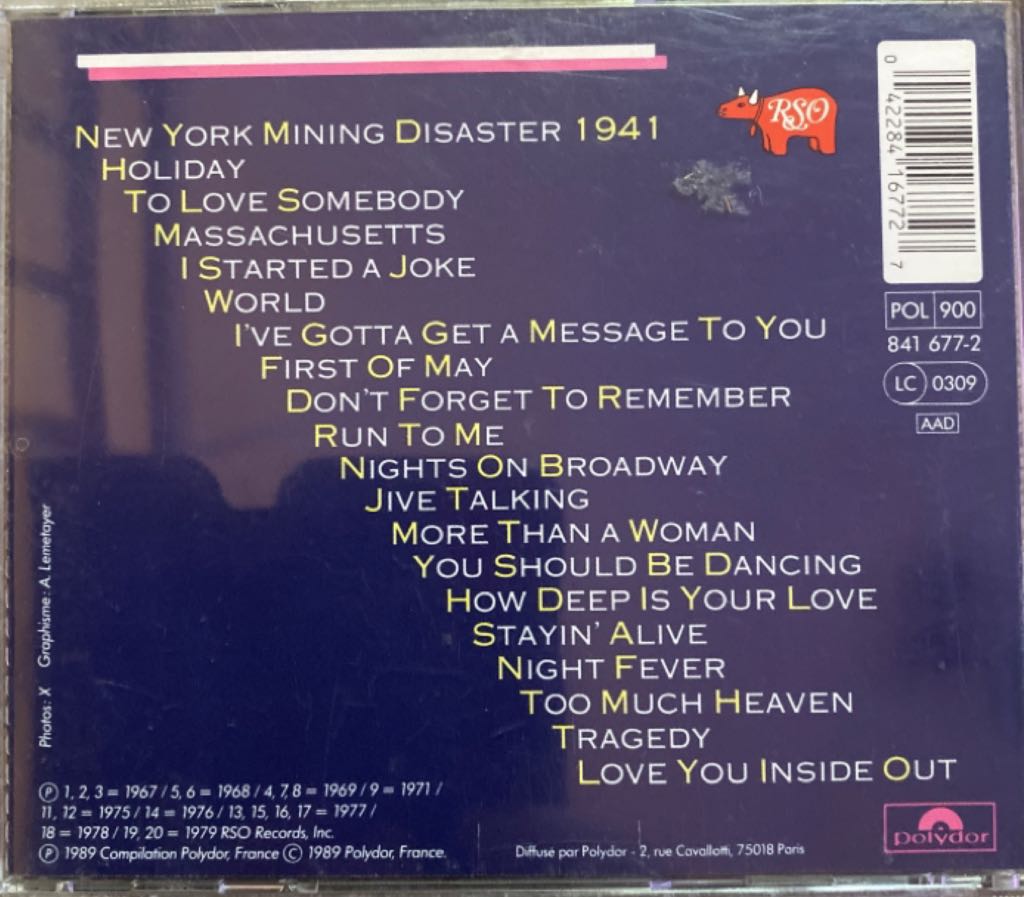 NEW YORK MINING DISASTER 1941
HOLIDAY
TO LOVE SOMEBODY
MASSACHUSETTS
I STARTED A JOKE
WORLD
I'VE GOTTA GET A MESSAGE TO YOU
FIRST OF MAY
DON'T FORGET TO REMEMBER
RUN TO ME
NIGHTS ON BROADWAY
JIVE TALKING
MORE THAN A WOMAN
YOU SHOULD BE DANCING
HOW DEEP IS YOUR LOVE
STAYIN' ALIVE
NIGHT FEVER
TOO MUCH HEAVEN
TRAGEDY
LOVE YOU INSIDE OUT
RSO
0 42284 16772 7
POL 900
841 677-2
LC 0309
AAD
Photos: X Graphisme: A. Lemetayer
Ⓟ 1, 2, 3 = 1967 / 5, 6 = 1968 / 4, 7, 8 = 1969 / 9 = 1971 /
11, 12 = 1975 / 14 = 1976 / 13, 15, 16, 17 = 1977 /
18 = 1978 / 19, 20 = 1979 RSO Records, Inc.
Ⓟ 1989 Compilation Polydor, France © 1989 Polydor, France.
Diffusé par Polydor - 2, rue Cavallotti, 75018 Paris
polydor